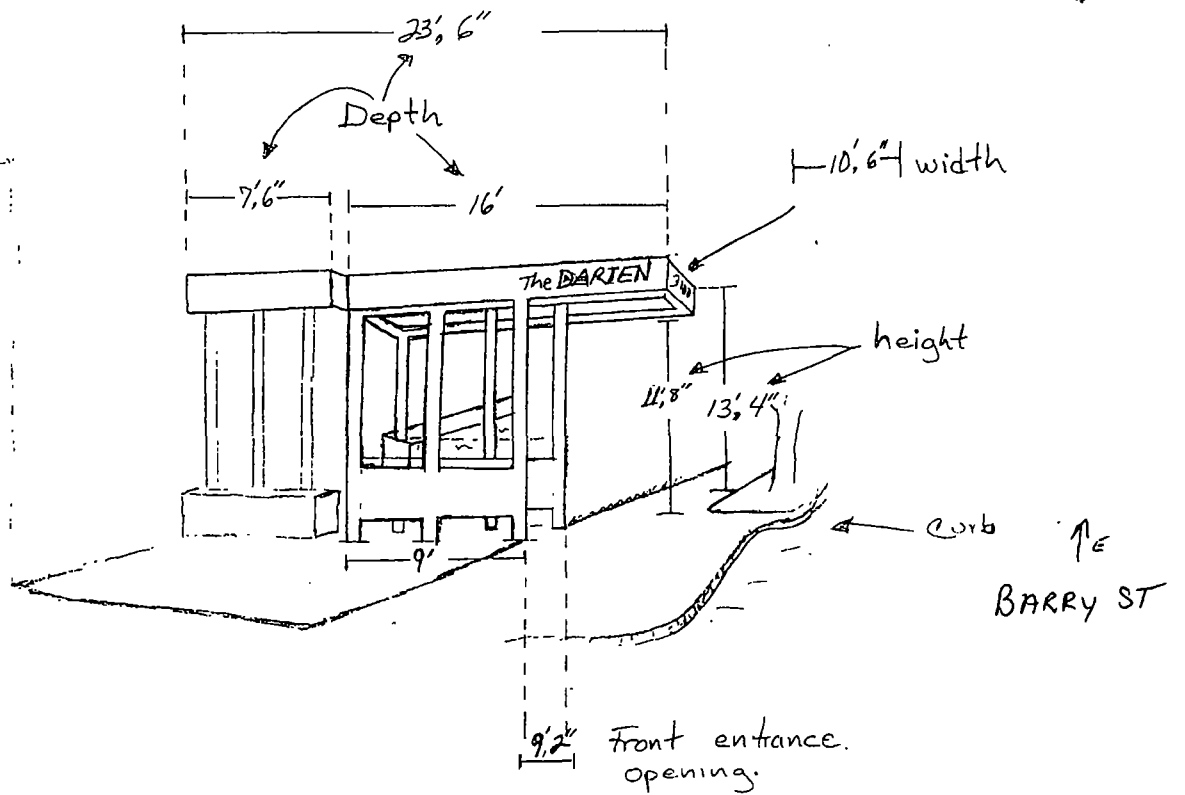 23', 6"
Depth
10', 6" width
7', 6"
16'
The DARIEN
340
height
11', 8"
13', 4"
curb
E
BARRY ST
9'
9', 2" Front entrance.
opening.